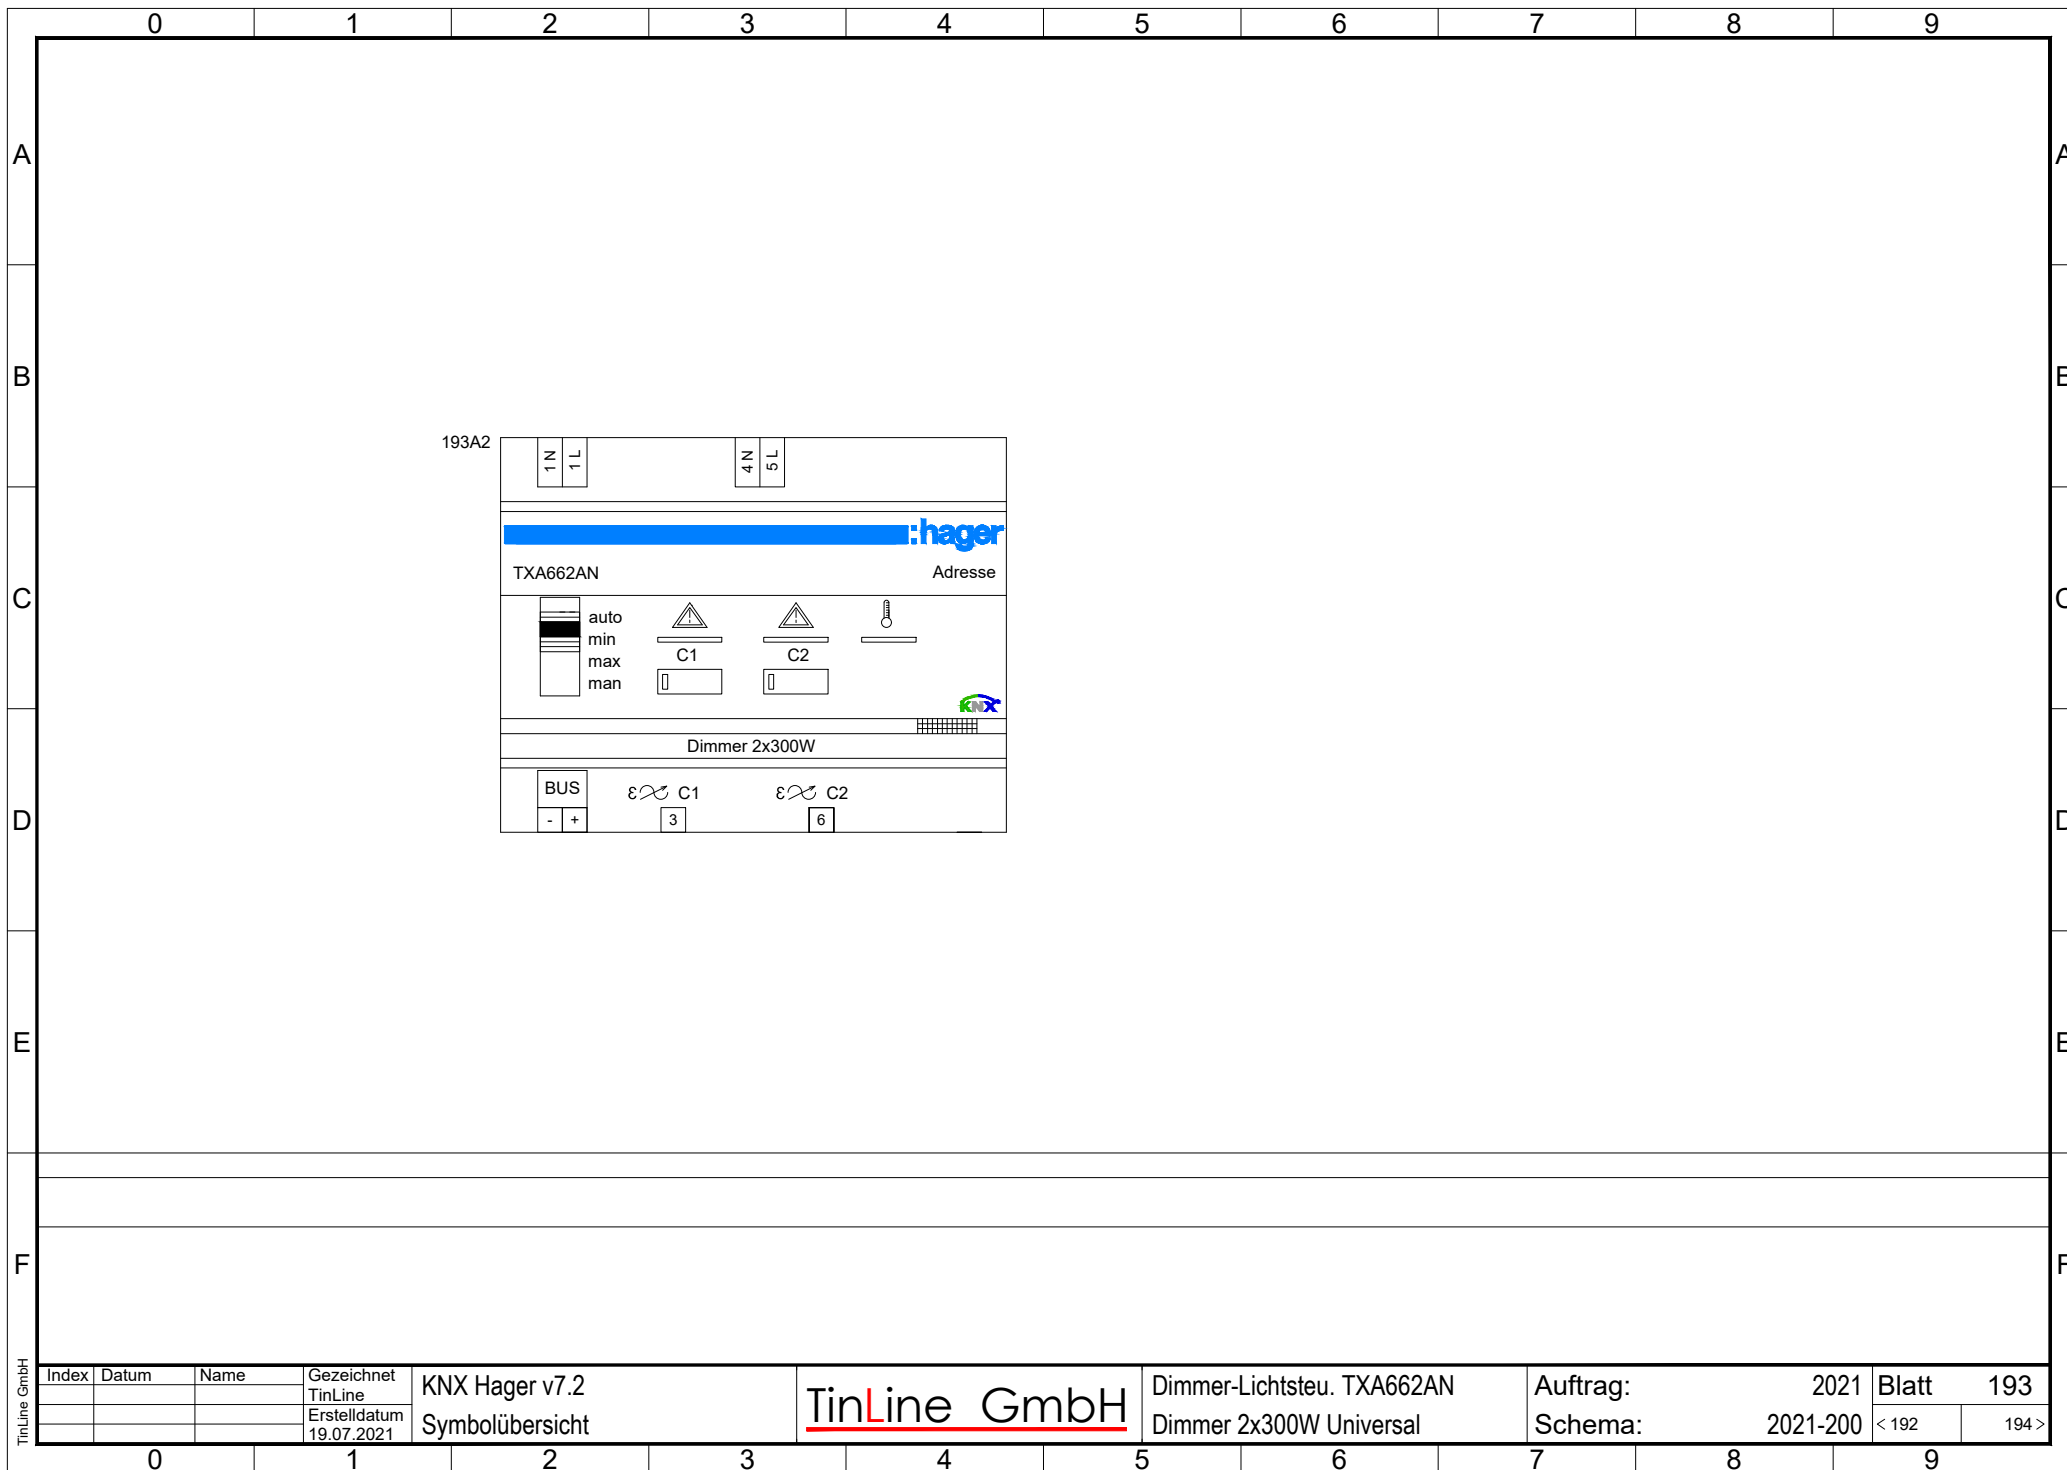 0 1 2 3 4 5 6 7 8 9
A A
B B
193A2
1 N 1 L 4 N 5 L
:hager
TXA662AN Adresse
C C
auto
min
max
man
C1 C2
KNX
Dimmer 2x300W
BUS C1 C2
- + 3 6
D D
E E
F F
TinLine GmbH
Index Datum Name Gezeichnet
TinLine
Erstelldatum
19.07.2021
KNX Hager v7.2
Symbolübersicht
TinLine GmbH
Dimmer-Lichtsteu. TXA662AN
Dimmer 2x300W Universal
Auftrag: 2021
Schema: 2021-200
Blatt 193
< 192 194 >
0 1 2 3 4 5 6 7 8 9